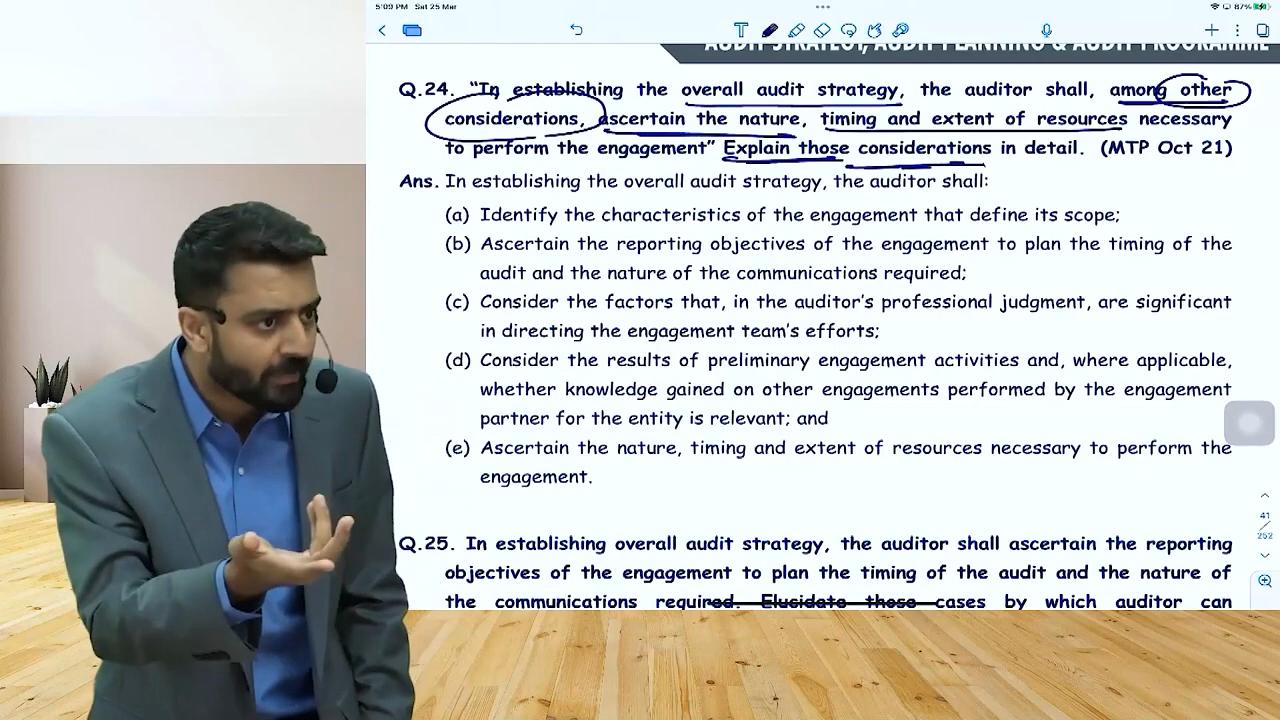 5:09 PM Sat 25 Mar
87%
AUDIT STRATEGY, AUDIT PLANNING & AUDIT PROGRAMME
Q.24. “In establishing the overall audit strategy, the auditor shall, among other
considerations, ascertain the nature, timing and extent of resources necessary
to perform the engagement” Explain those considerations in detail. (MTP Oct 21)
Ans. In establishing the overall audit strategy, the auditor shall:
(a) Identify the characteristics of the engagement that define its scope;
(b) Ascertain the reporting objectives of the engagement to plan the timing of the
audit and the nature of the communications required;
(c) Consider the factors that, in the auditor’s professional judgment, are significant
in directing the engagement team’s efforts;
(d) Consider the results of preliminary engagement activities and, where applicable,
whether knowledge gained on other engagements performed by the engagement
partner for the entity is relevant; and
(e) Ascertain the nature, timing and extent of resources necessary to perform the
engagement.
41
/
252
Q.25. In establishing overall audit strategy, the auditor shall ascertain the reporting
objectives of the engagement to plan the timing of the audit and the nature of
the communications required. Elucidate those cases by which auditor can